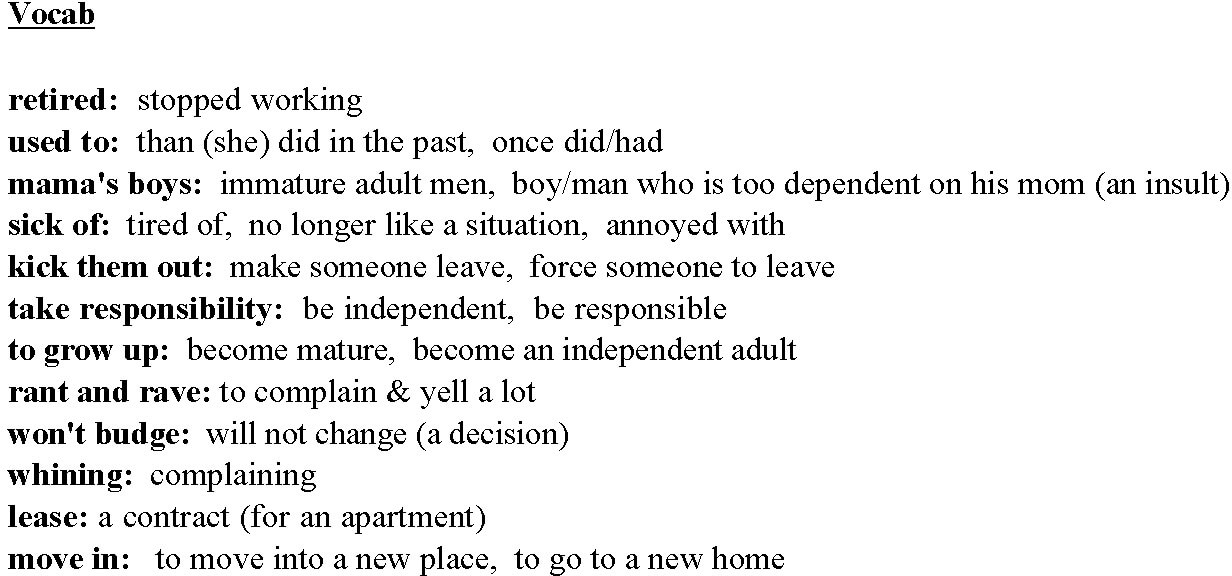 Vocab
retired:  stopped working
used to:  than (she) did in the past,  once did/had
mama's boys:  immature adult men,  boy/man who is too dependent on his mom (an insult)
sick of:  tired of,  no longer like a situation,  annoyed with
kick them out:  make someone leave,  force someone to leave
take responsibility:  be independent,  be responsible
to grow up:  become mature,  become an independent adult
rant and rave: to complain & yell a lot
won't budge:  will not change (a decision)
whining:  complaining
lease: a contract (for an apartment)
move in:   to move into a new place,  to go to a new home